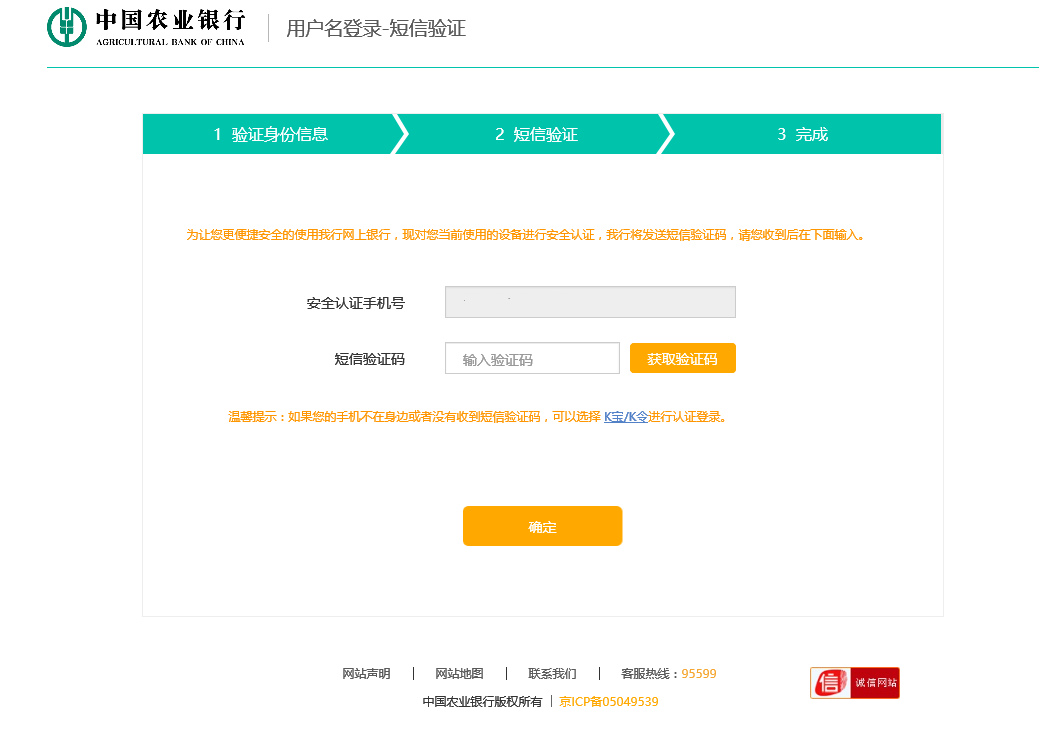 中国农业银行 用户名登录-短信验证
AGRICULTURAL BANK OF CHINA
1 验证身份信息 2 短信验证 3 完成
为让您更便捷安全的使用我行网上银行，现对您当前使用的设备进行安全认证，我行将发送短信验证码，请您收到后在下面输入。
安全认证手机号
短信验证码 输入验证码 获取验证码
温馨提示：如果您的手机不在身边或者没有收到短信验证码，可以选择 K宝/K令进行认证登录。
确定
网站声明 | 网站地图 | 联系我们 | 客服热线：95599
中国农业银行版权所有 | 京ICP备05049539
信 诚信网站